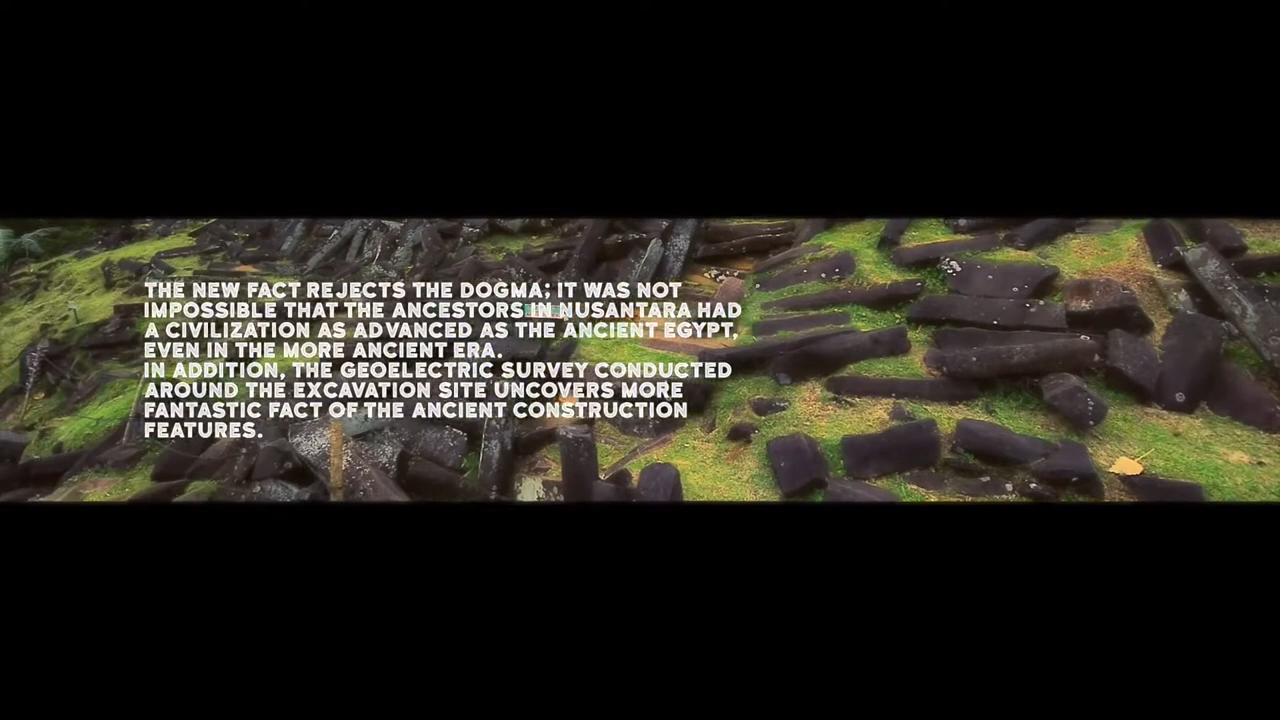 THE NEW FACT REJECTS THE DOGMA; IT WAS NOT
IMPOSSIBLE THAT THE ANCESTORS IN NUSANTARA HAD
A CIVILIZATION AS ADVANCED AS THE ANCIENT EGYPT,
EVEN IN THE MORE ANCIENT ERA.
IN ADDITION, THE GEOELECTRIC SURVEY CONDUCTED
AROUND THE EXCAVATION SITE UNCOVERS MORE
FANTASTIC FACT OF THE ANCIENT CONSTRUCTION
FEATURES.